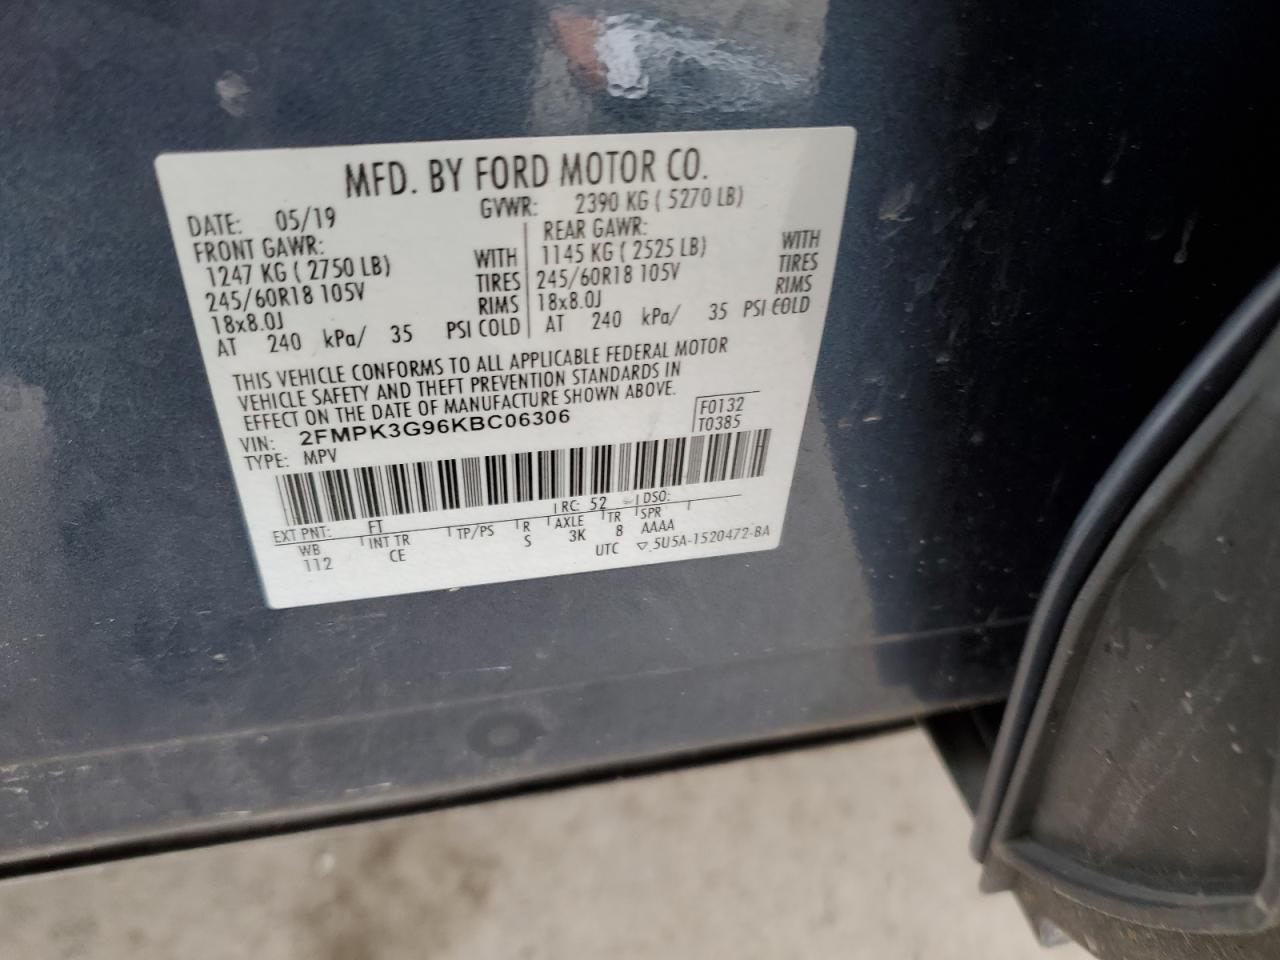 MFD. BY FORD MOTOR CO.
DATE: 05/19 GVWR: 2390 KG ( 5270 LB)
FRONT GAWR: REAR GAWR:
1247 KG ( 2750 LB) WITH 1145 KG ( 2525 LB) WITH
245/60R18 105V TIRES 245/60R18 105V TIRES
18x8.0J RIMS 18x8.0J RIMS
AT 240 kPa/ 35 PSI COLD AT 240 kPa/ 35 PSI COLD
THIS VEHICLE CONFORMS TO ALL APPLICABLE FEDERAL MOTOR
VEHICLE SAFETY AND THEFT PREVENTION STANDARDS IN
EFFECT ON THE DATE OF MANUFACTURE SHOWN ABOVE.
VIN: 2FMPK3G96KBC06306 F0132
TYPE: MPV T0385
EXT PNT: FT RC: 52 DSO:
WB INT TR TP/PS R AXLE TR SPR
112 CE S 3K 8 AAAA
UTC ▽ 5U5A-1520472-BA